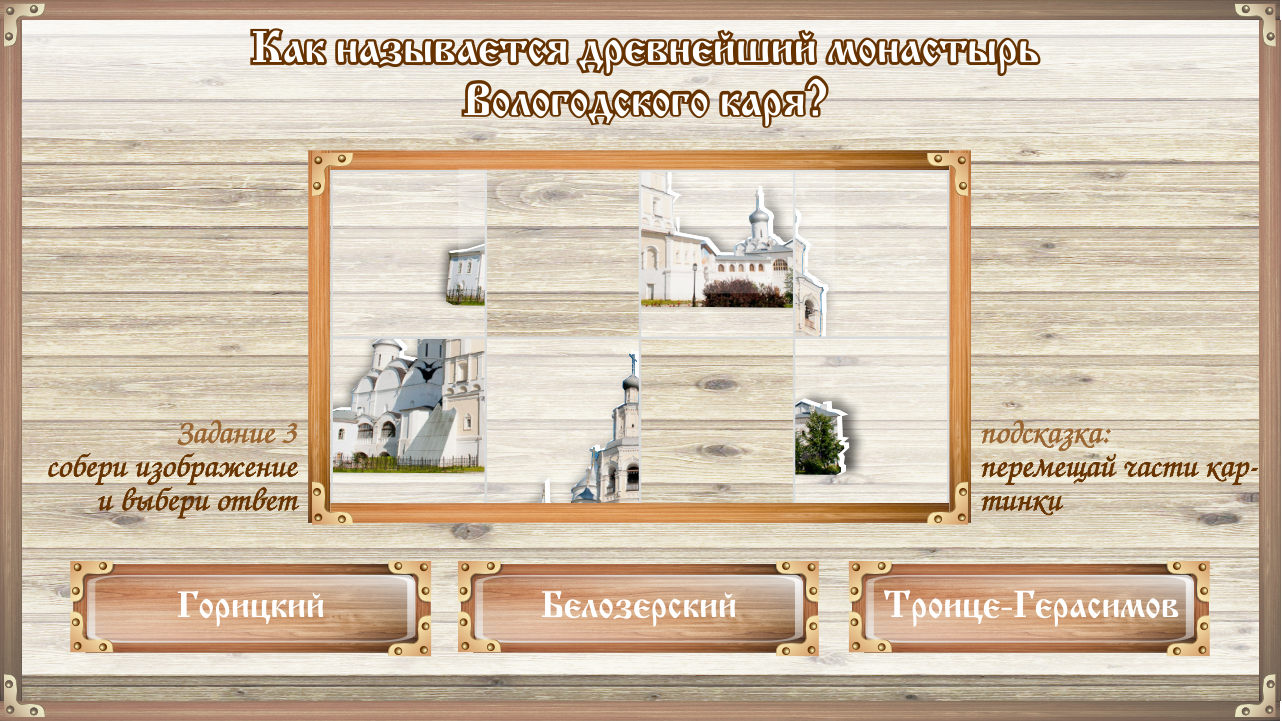 Как называется древнейший монастырь
Вологодского каря?
Задание 3
собери изображение
и выбери ответ
подсказка:
перемещай части кар-
тинки
Горицкий
Белозерский
Троице-Герасимов